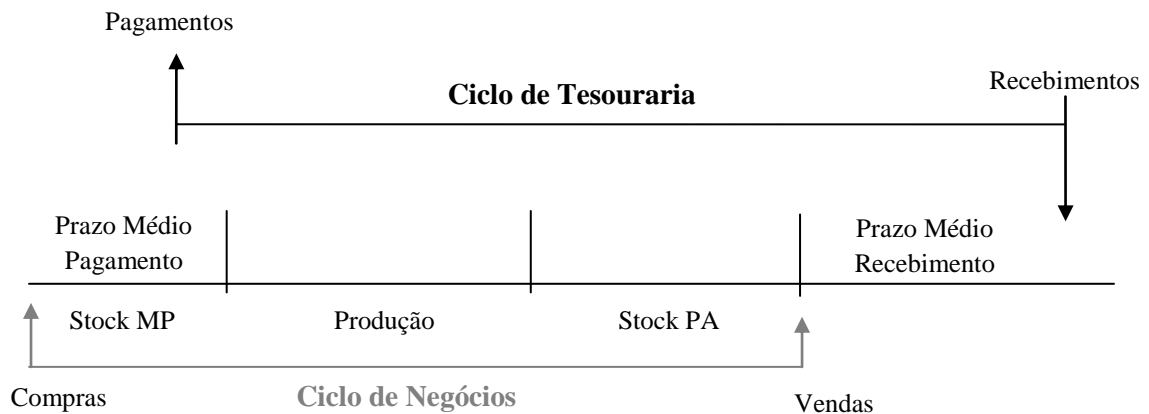 Pagamentos
Recebimentos
Ciclo de Tesouraria
Prazo Médio
Pagamento
Prazo Médio
Recebimento
Stock MP
Produção
Stock PA
Compras
Ciclo de Negócios
Vendas